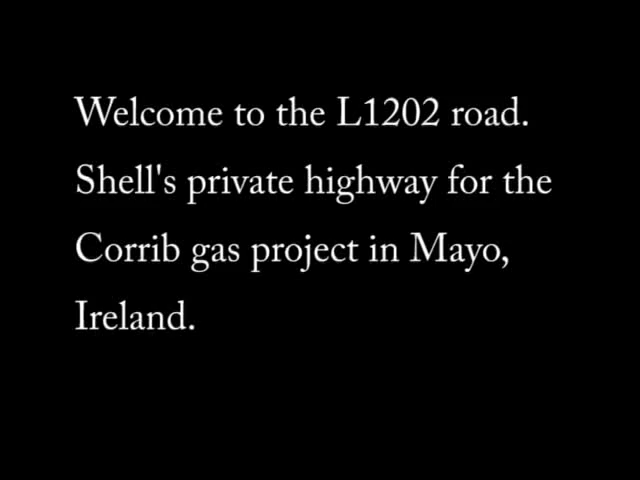 Welcome to the L1202 road.
Shell's private highway for the
Corrib gas project in Mayo,
Ireland.